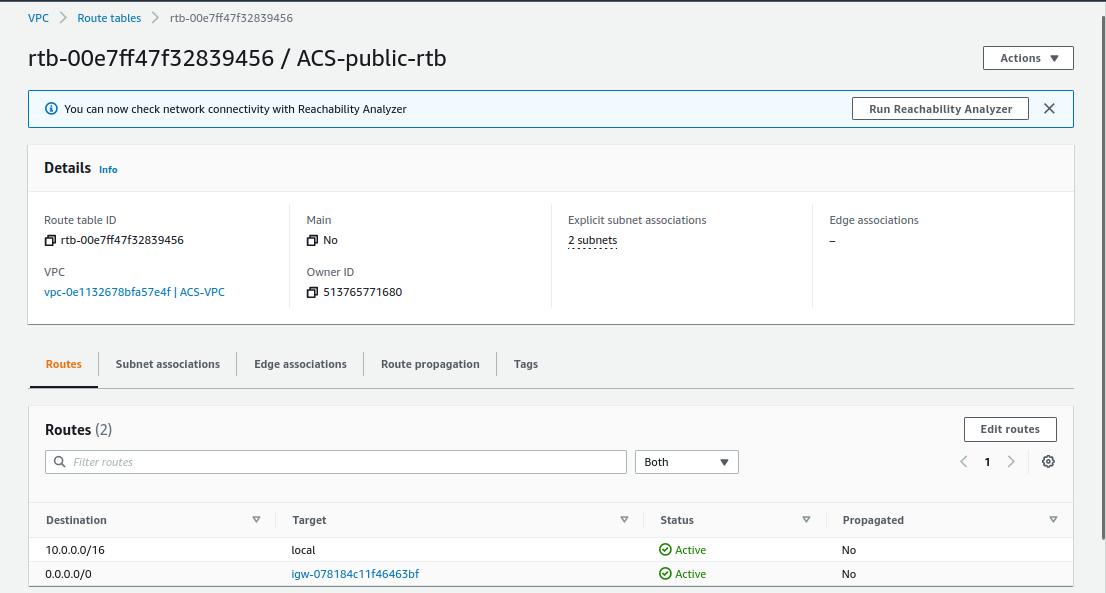 VPC > Route tables > rtb-00e7ff47f32839456
rtb-00e7ff47f32839456 / ACS-public-rtb
Actions
You can now check network connectivity with Reachability Analyzer
Run Reachability Analyzer
Details Info
Route table ID Main Explicit subnet associations Edge associations
rtb-00e7ff47f32839456 No 2 subnets –
VPC Owner ID
vpc-0e1132678bfa57e4f | ACS-VPC 513765771680
Routes Subnet associations Edge associations Route propagation Tags
Routes (2)
Edit routes
Filter routes Both 1
Destination Target Status Propagated
10.0.0.0/16 local Active No
0.0.0.0/0 igw-078184c11f46463bf Active No